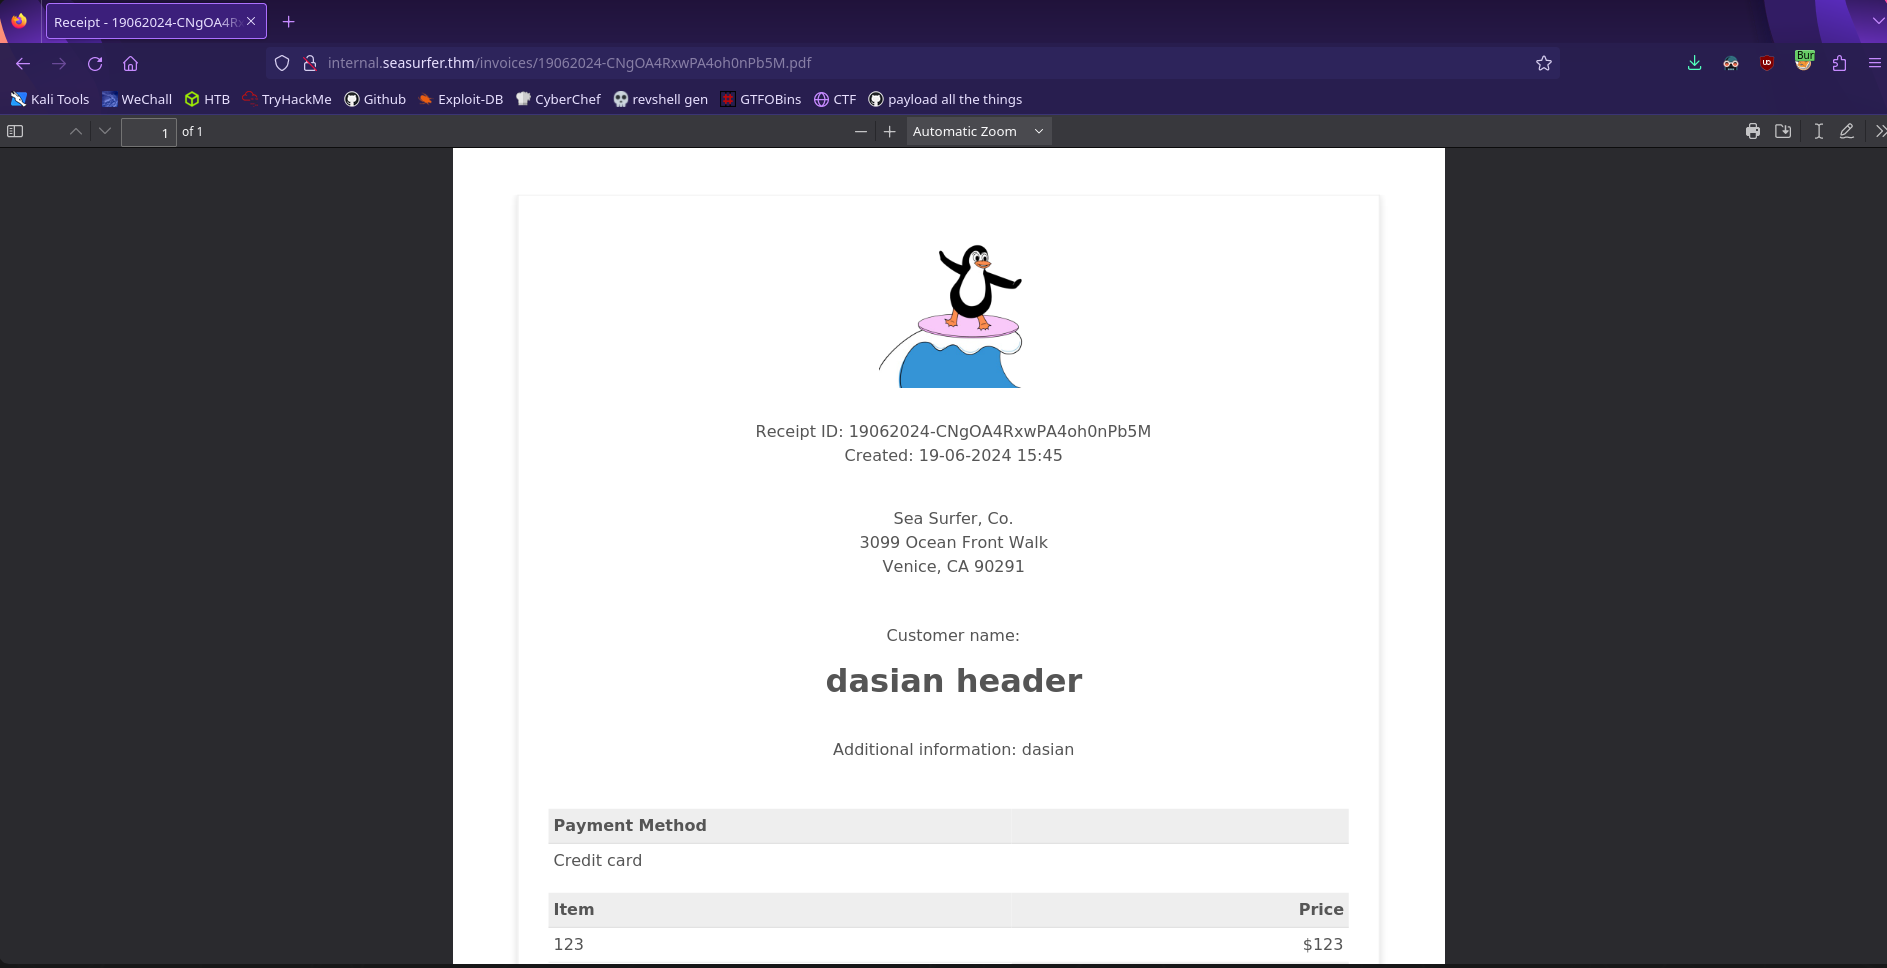 Receipt - 19062024-CNgOA4Rx
internal.seasurfer.thm/invoices/19062024-CNgOA4RxwPA4oh0nPb5M.pdf
Bur
Kali Tools WeChall HTB TryHackMe Github Exploit-DB CyberChef revshell gen GTFOBins CTF payload all the things
1 of 1 Automatic Zoom
Receipt ID: 19062024-CNgOA4RxwPA4oh0nPb5M
Created: 19-06-2024 15:45
Sea Surfer, Co.
3099 Ocean Front Walk
Venice, CA 90291
Customer name:
dasian header
Additional information: dasian
Payment Method
Credit card
Item Price
123 $123